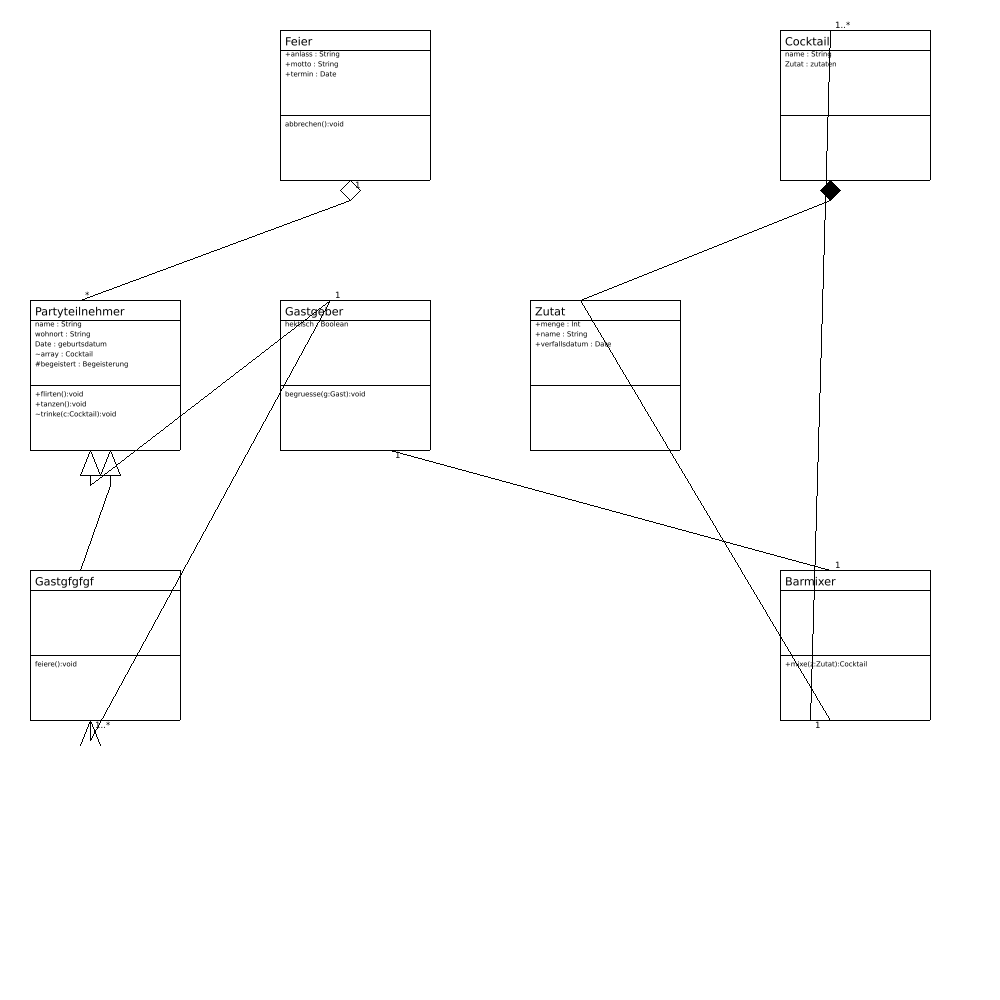 1..*
Feier
+anlass : String
+motto : String
+termin : Date
abbrechen():void
1
Cocktail
name : String
Zutat : zutaten
*
Partyteilnehmer
name : String
wohnort : String
Date : geburtsdatum
~array : Cocktail
#begeistert : Begeisterung
+flirten():void
+tanzen():void
~trinke(c:Cocktail):void
1
Gastgeber
hektisch : Boolean
begruesse(g:Gast):void
1
Zutat
+menge : Int
+name : String
+verfallsdatum : Date
Gastgfgfgf
feiere():void
1..*
1
Barmixer
+mixe(z:Zutat):Cocktail
1